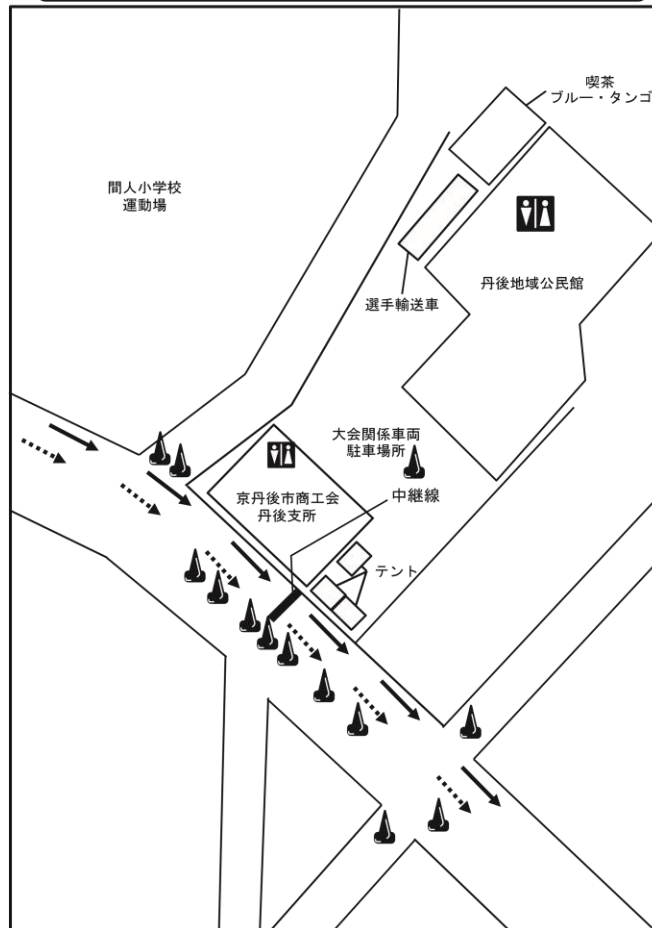 喫茶
ブルー・タンゴ
間人小学校
運動場
丹後地域公民館
選手輸送車
大会関係車両
駐車場所
京丹後市商工会
丹後支所
中継線
テント